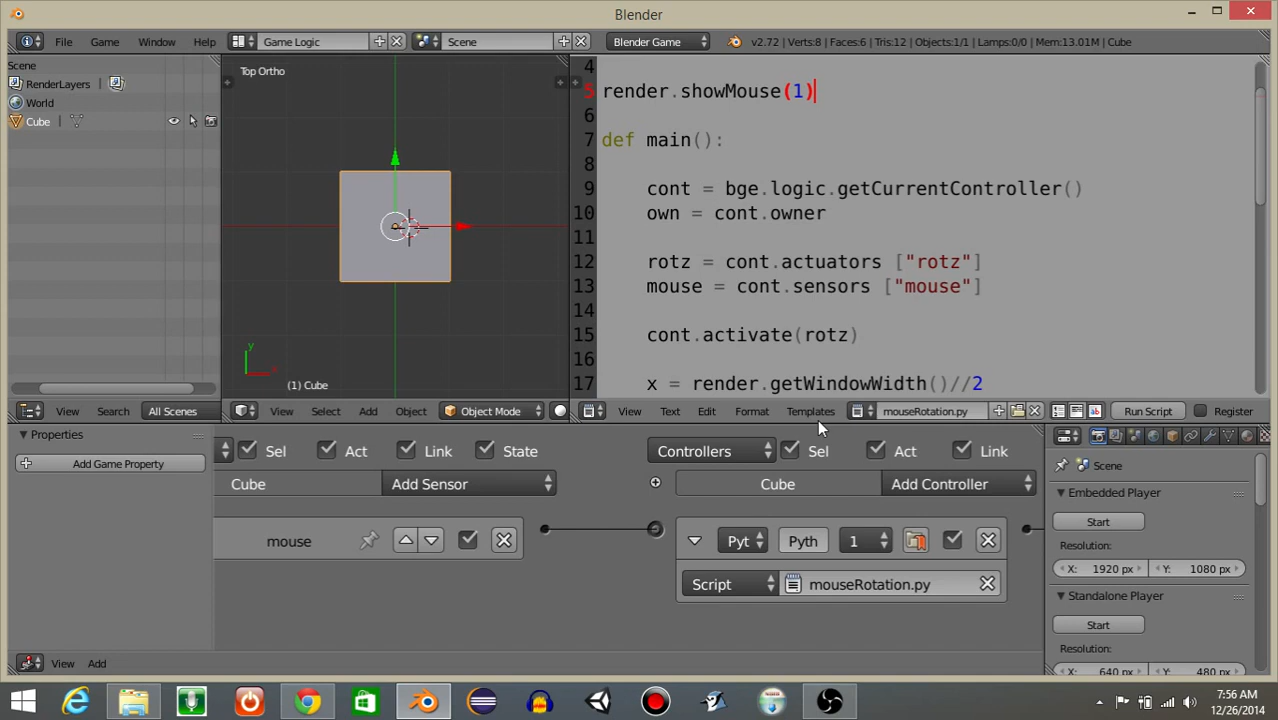 Blender
File Game Window Help Game Logic Scene Blender Game v2.72 | Verts:8 | Faces:6 | Tris:12 | Objects:1/1 | Lamps:0/0 | Mem:13.01M | Cube
Scene
RenderLayers
World
Cube
View Search All Scenes
Top Ortho
y
x
(1) Cube
View Select Add Object Object Mode
4
5 render.showMouse(1)
6
7 def main():
8
9 cont = bge.logic.getCurrentController()
10 own = cont.owner
11
12 rotz = cont.actuators ["rotz"]
13 mouse = cont.sensors ["mouse"]
14
15 cont.activate(rotz)
16
17 x = render.getWindowWidth()//2
View Text Edit Format Templates mouseRotation.py Run Script Register
Properties
Add Game Property
Sel Act Link State
Cube Add Sensor
mouse
Controllers Sel Act Link
Cube Add Controller
Pyt Pyth 1
Script mouseRotation.py
View Add
Scene
Embedded Player
Start
Resolution:
X: 1920 px Y: 1080 px
Standalone Player
Start
Resolution:
X: 640 px Y: 480 px
7:56 AM
12/26/2014